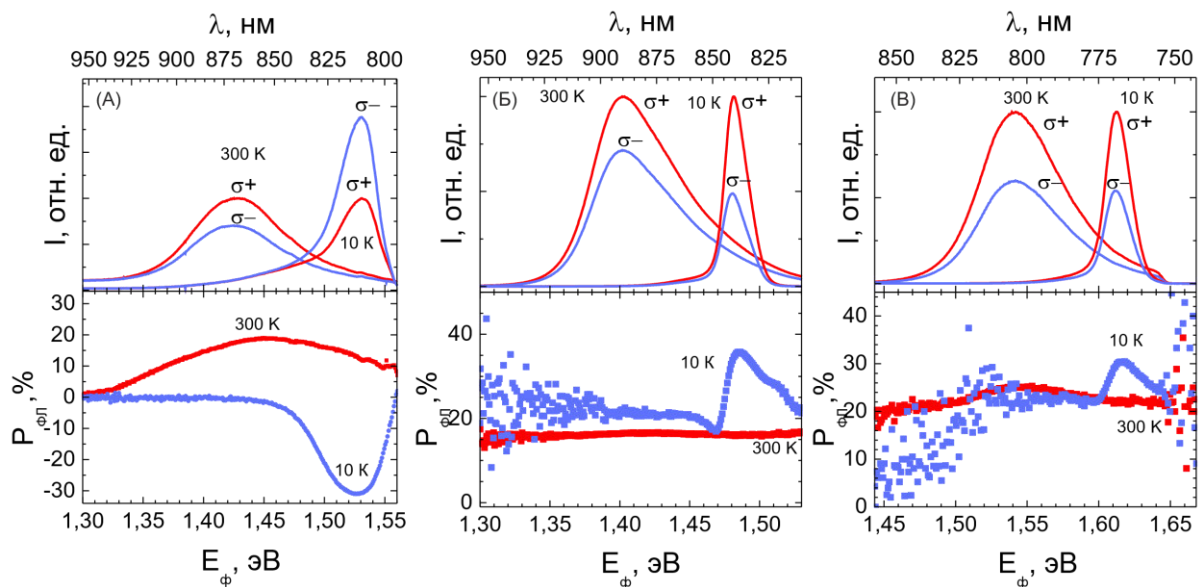 λ, нм
950 925 900 875 850 825 800
(А)
σ−
300 K
σ+
σ+
σ−
10 K
I, отн. ед.
30
20
10
0
-10
-20
-30
300 K
10 K
P_ФЛ, %
1,30 1,35 1,40 1,45 1,50 1,55
E_ф, эВ
λ, нм
950 925 900 875 850 825
(Б)
300 K
σ+
10 K
σ+
σ−
σ−
I, отн. ед.
40
20
0
10 K
300 K
P_ФЛ, %
1,30 1,35 1,40 1,45 1,50
E_ф, эВ
λ, нм
850 825 800 775 750
(В)
300 K
10 K
σ+
σ+
σ−
σ−
I, отн. ед.
40
30
20
10
0
10 K
300 K
P_ФЛ, %
1,45 1,50 1,55 1,60 1,65
E_ф, эВ